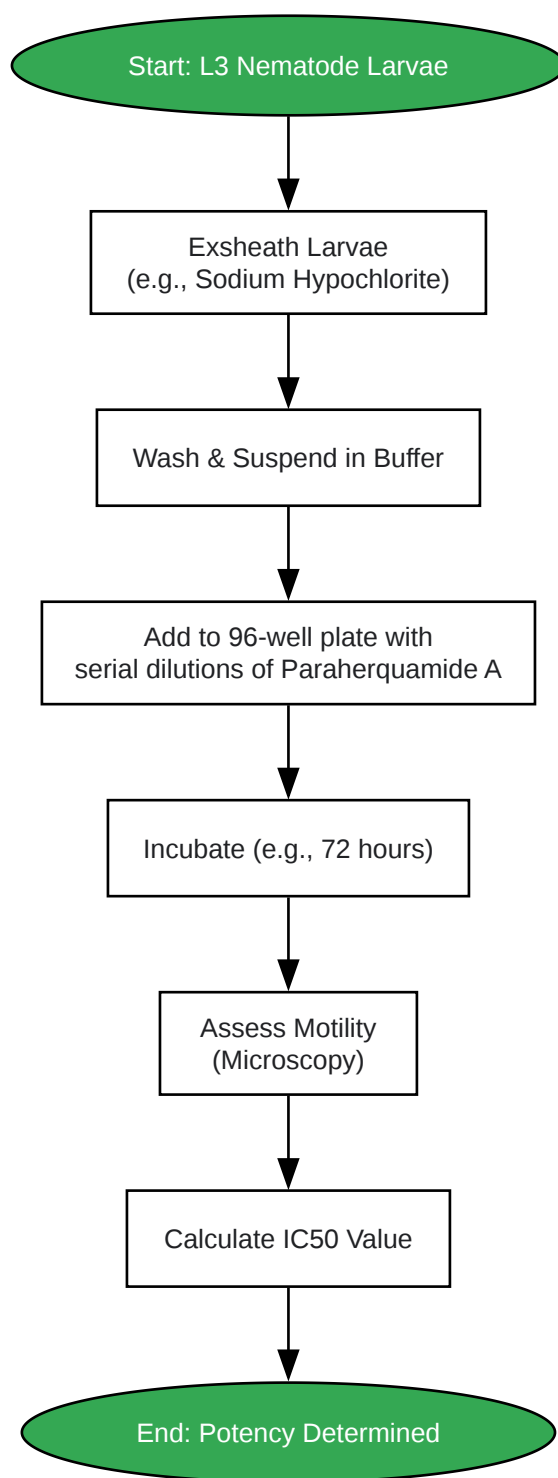 Start: L3 Nematode Larvae
Exsheath Larvae
(e.g., Sodium Hypochlorite)
Wash & Suspend in Buffer
Add to 96-well plate with
serial dilutions of Paraherquamide A
Incubate (e.g., 72 hours)
Assess Motility
(Microscopy)
Calculate IC50 Value
End: Potency Determined